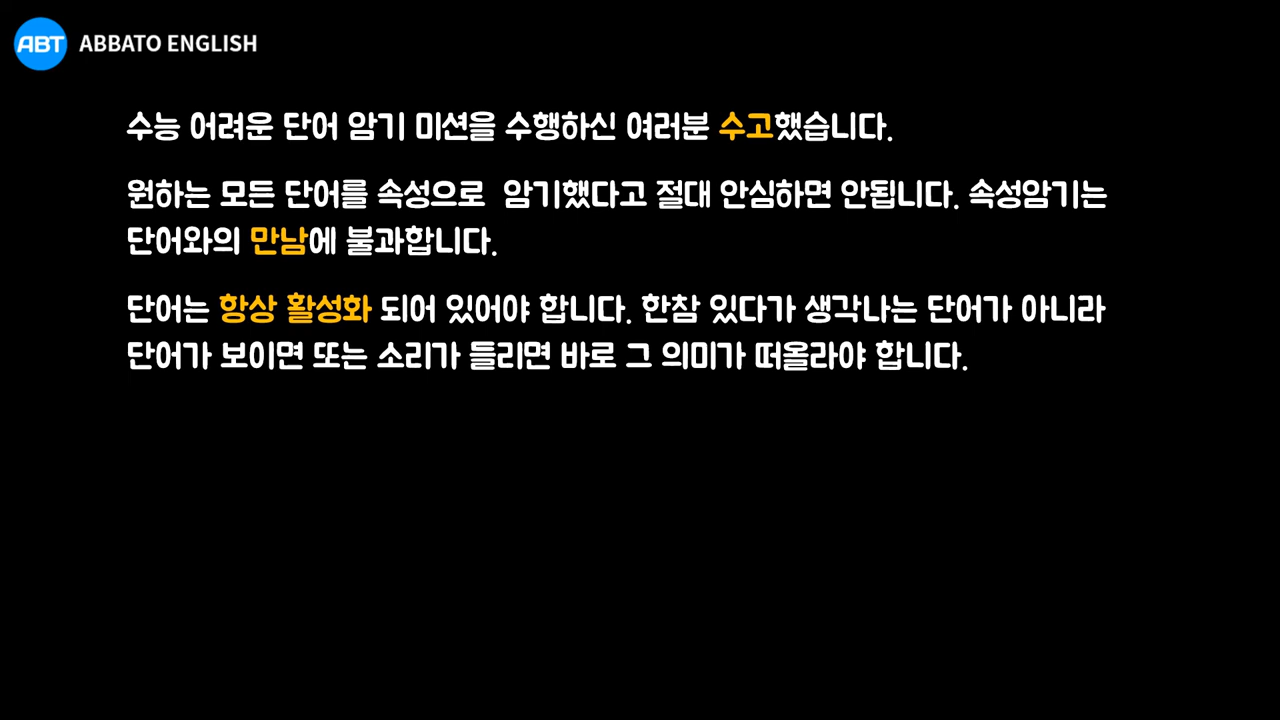 ABT ABBATO ENGLISH
수능 어려운 단어 암기 미션을 수행하신 여러분 수고했습니다.
원하는 모든 단어를 속성으로 암기했다고 절대 안심하면 안됩니다. 속성암기는
단어와의 만남에 불과합니다.
단어는 항상 활성화 되어 있어야 합니다. 한참 있다가 생각나는 단어가 아니라
단어가 보이면 또는 소리가 들리면 바로 그 의미가 떠올라야 합니다.